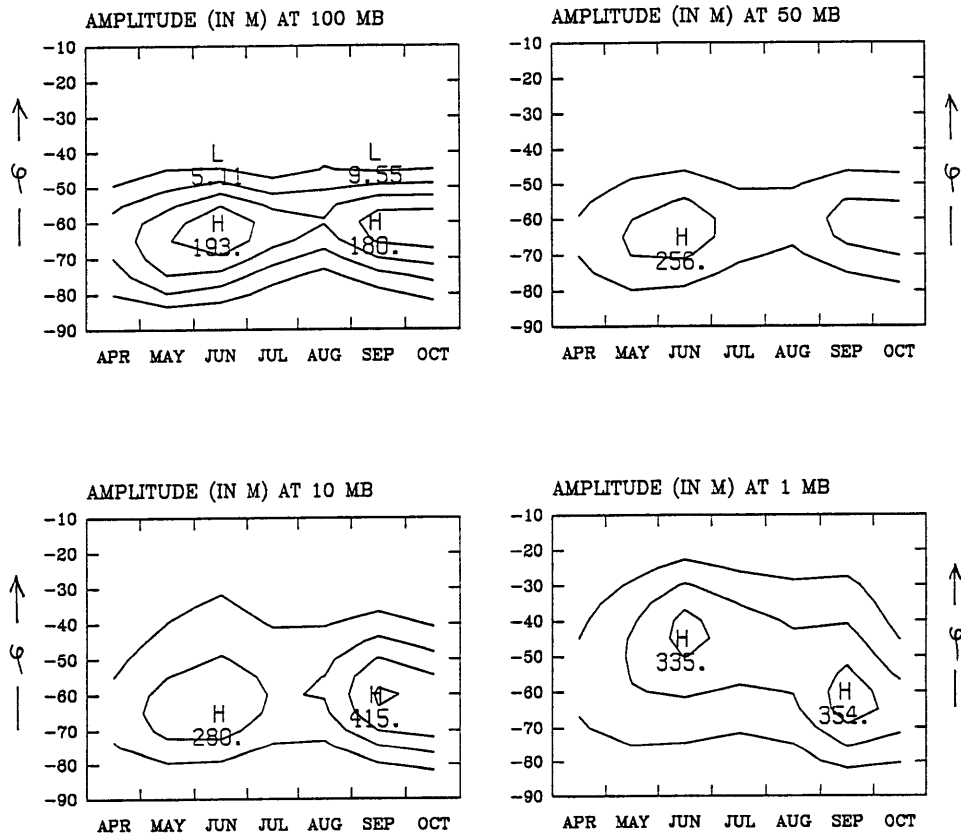 AMPLITUDE (IN M) AT 100 MB
-10
-20
-30
-40
-50
-60
-70
-80
-90
L
5.11
L
9.55
H
193.
H
180.
φ
APR MAY JUN JUL AUG SEP OCT
AMPLITUDE (IN M) AT 50 MB
-10
-20
-30
-40
-50
-60
-70
-80
-90
H
256.
φ
APR MAY JUN JUL AUG SEP OCT
AMPLITUDE (IN M) AT 10 MB
-10
-20
-30
-40
-50
-60
-70
-80
-90
H
280.
H
415.
φ
APR MAY JUN JUL AUG SEP OCT
AMPLITUDE (IN M) AT 1 MB
-10
-20
-30
-40
-50
-60
-70
-80
-90
H
335.
H
354.
φ
APR MAY JUN JUL AUG SEP OCT